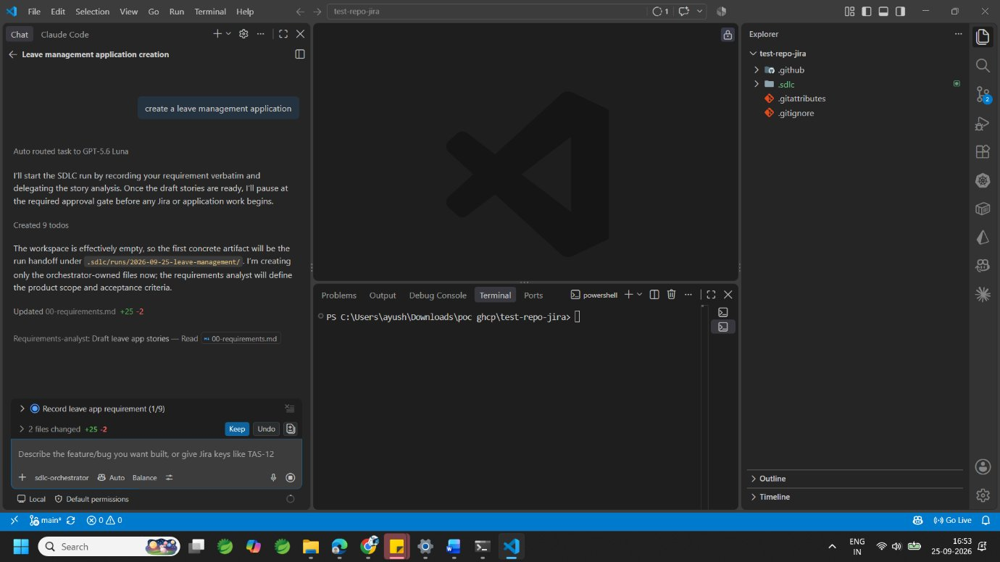 File Edit Selection View Go Run Terminal Help
test-repo-jira
1
Chat
Claude Code
Leave management application creation
create a leave management application
Auto routed task to GPT-5.6 Luna
I'll start the SDLC run by recording your requirement verbatim and
delegating the story analysis. Once the draft stories are ready, I'll pause at
the required approval gate before any Jira or application work begins.
Created 9 todos
The workspace is effectively empty, so the first concrete artifact will be the
run handoff under .sdlc/runs/2026-09-25-leave-management/. I'm creating
only the orchestrator-owned files now; the requirements analyst will define
the product scope and acceptance criteria.
Updated 00-requirements.md +25 -2
Requirements-analyst: Draft leave app stories — Read 00-requirements.md
Record leave app requirement (1/9)
2 files changed +25 -2
Keep
Undo
Describe the feature/bug you want built, or give Jira keys like TAS-12
sdlc-orchestrator
Auto
Balance
Local
Default permissions
Problems Output Debug Console Terminal Ports
powershell
PS C:\Users\ayush\Downloads\poc ghcp\test-repo-jira>
Explorer
test-repo-jira
.github
.sdlc
.gitattributes
.gitignore
Outline
Timeline
2
main*
0 0
Go Live
Search
ENG
IN
16:53
25-09-2026